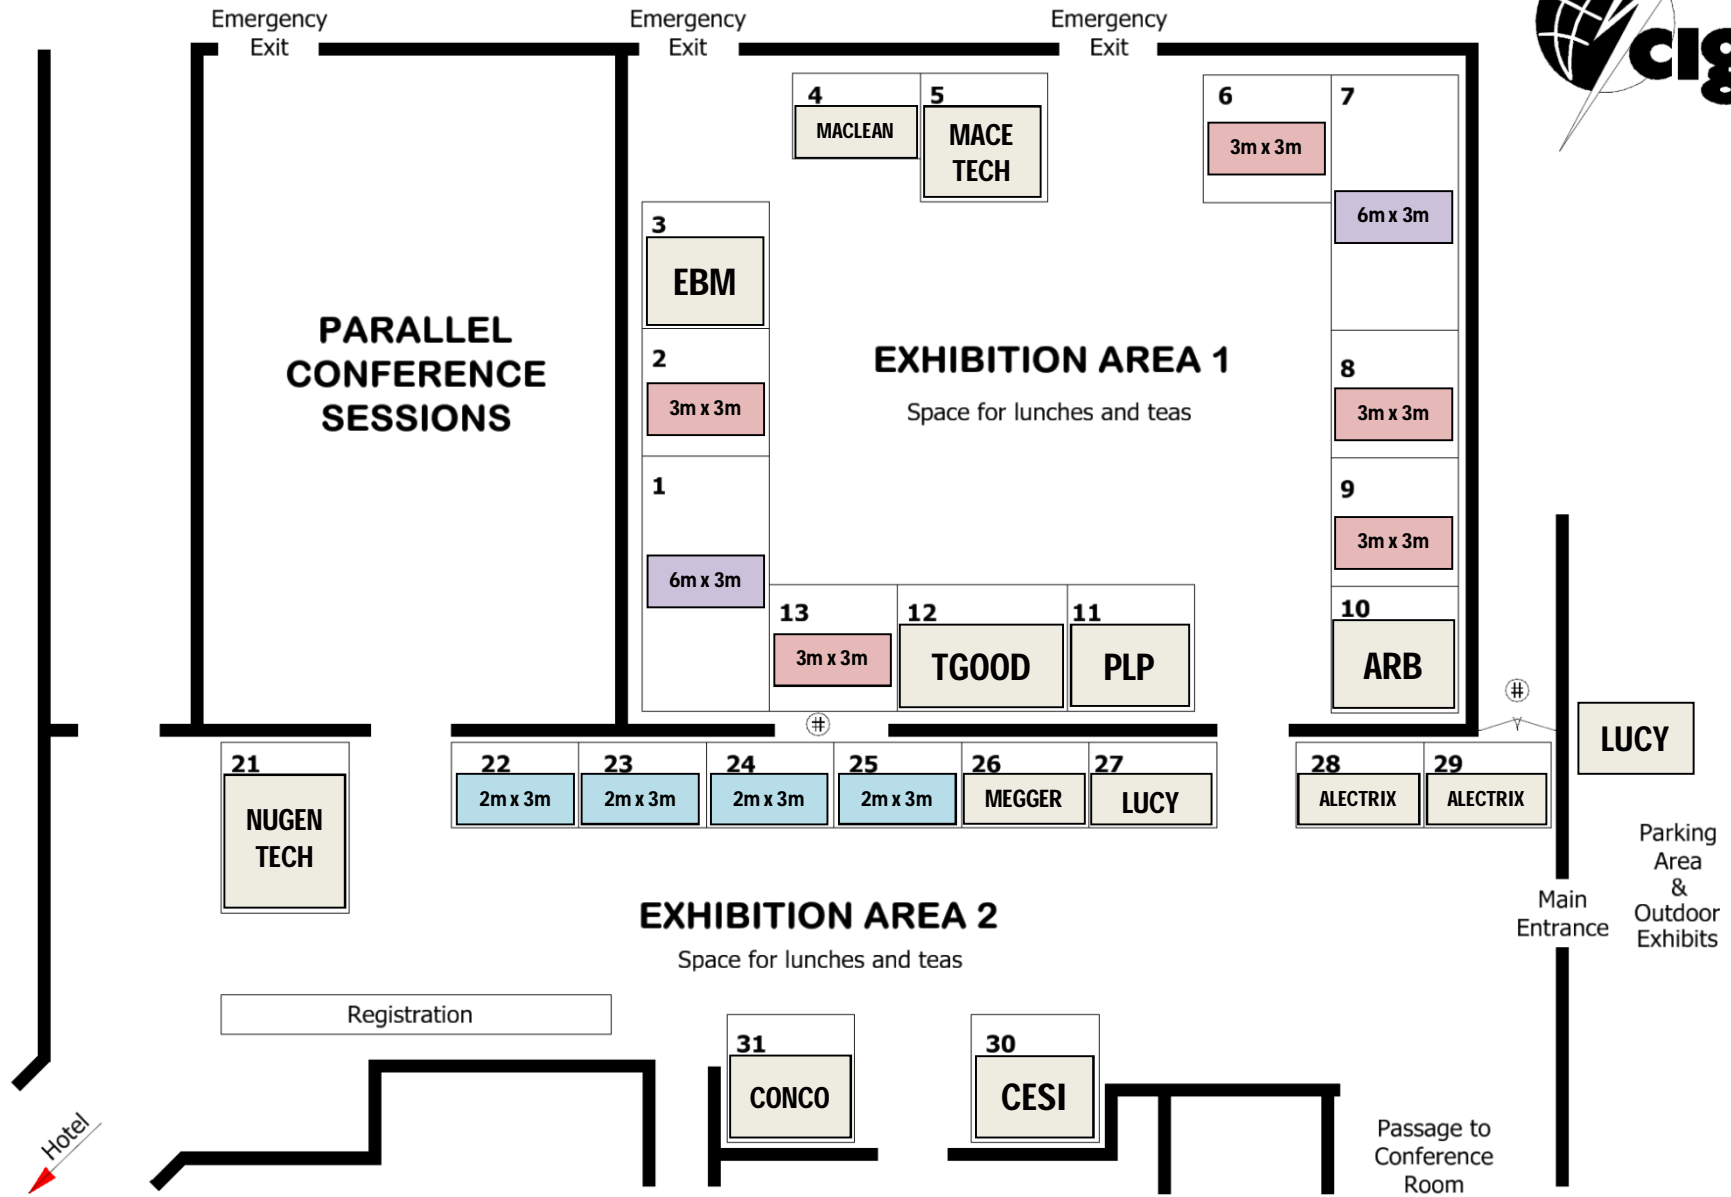 Emergency
Exit
Emergency
Exit
Emergency
Exit
cig
4
MACLEAN
5
MACE
TECH
6
3m x 3m
7
6m x 3m
3
EBM
2
3m x 3m
1
6m x 3m
PARALLEL
CONFERENCE
SESSIONS
EXHIBITION AREA 1
Space for lunches and teas
8
3m x 3m
9
3m x 3m
10
ARB
13
3m x 3m
12
TGOOD
11
PLP
LUCY
21
NUGEN
TECH
22
2m x 3m
23
2m x 3m
24
2m x 3m
25
2m x 3m
26
MEGGER
27
LUCY
28
ALECTRIX
29
ALECTRIX
Parking
Area
&
Outdoor
Exhibits
Main
Entrance
EXHIBITION AREA 2
Space for lunches and teas
Registration
31
CONCO
30
CESI
Hotel
Passage to
Conference
Room